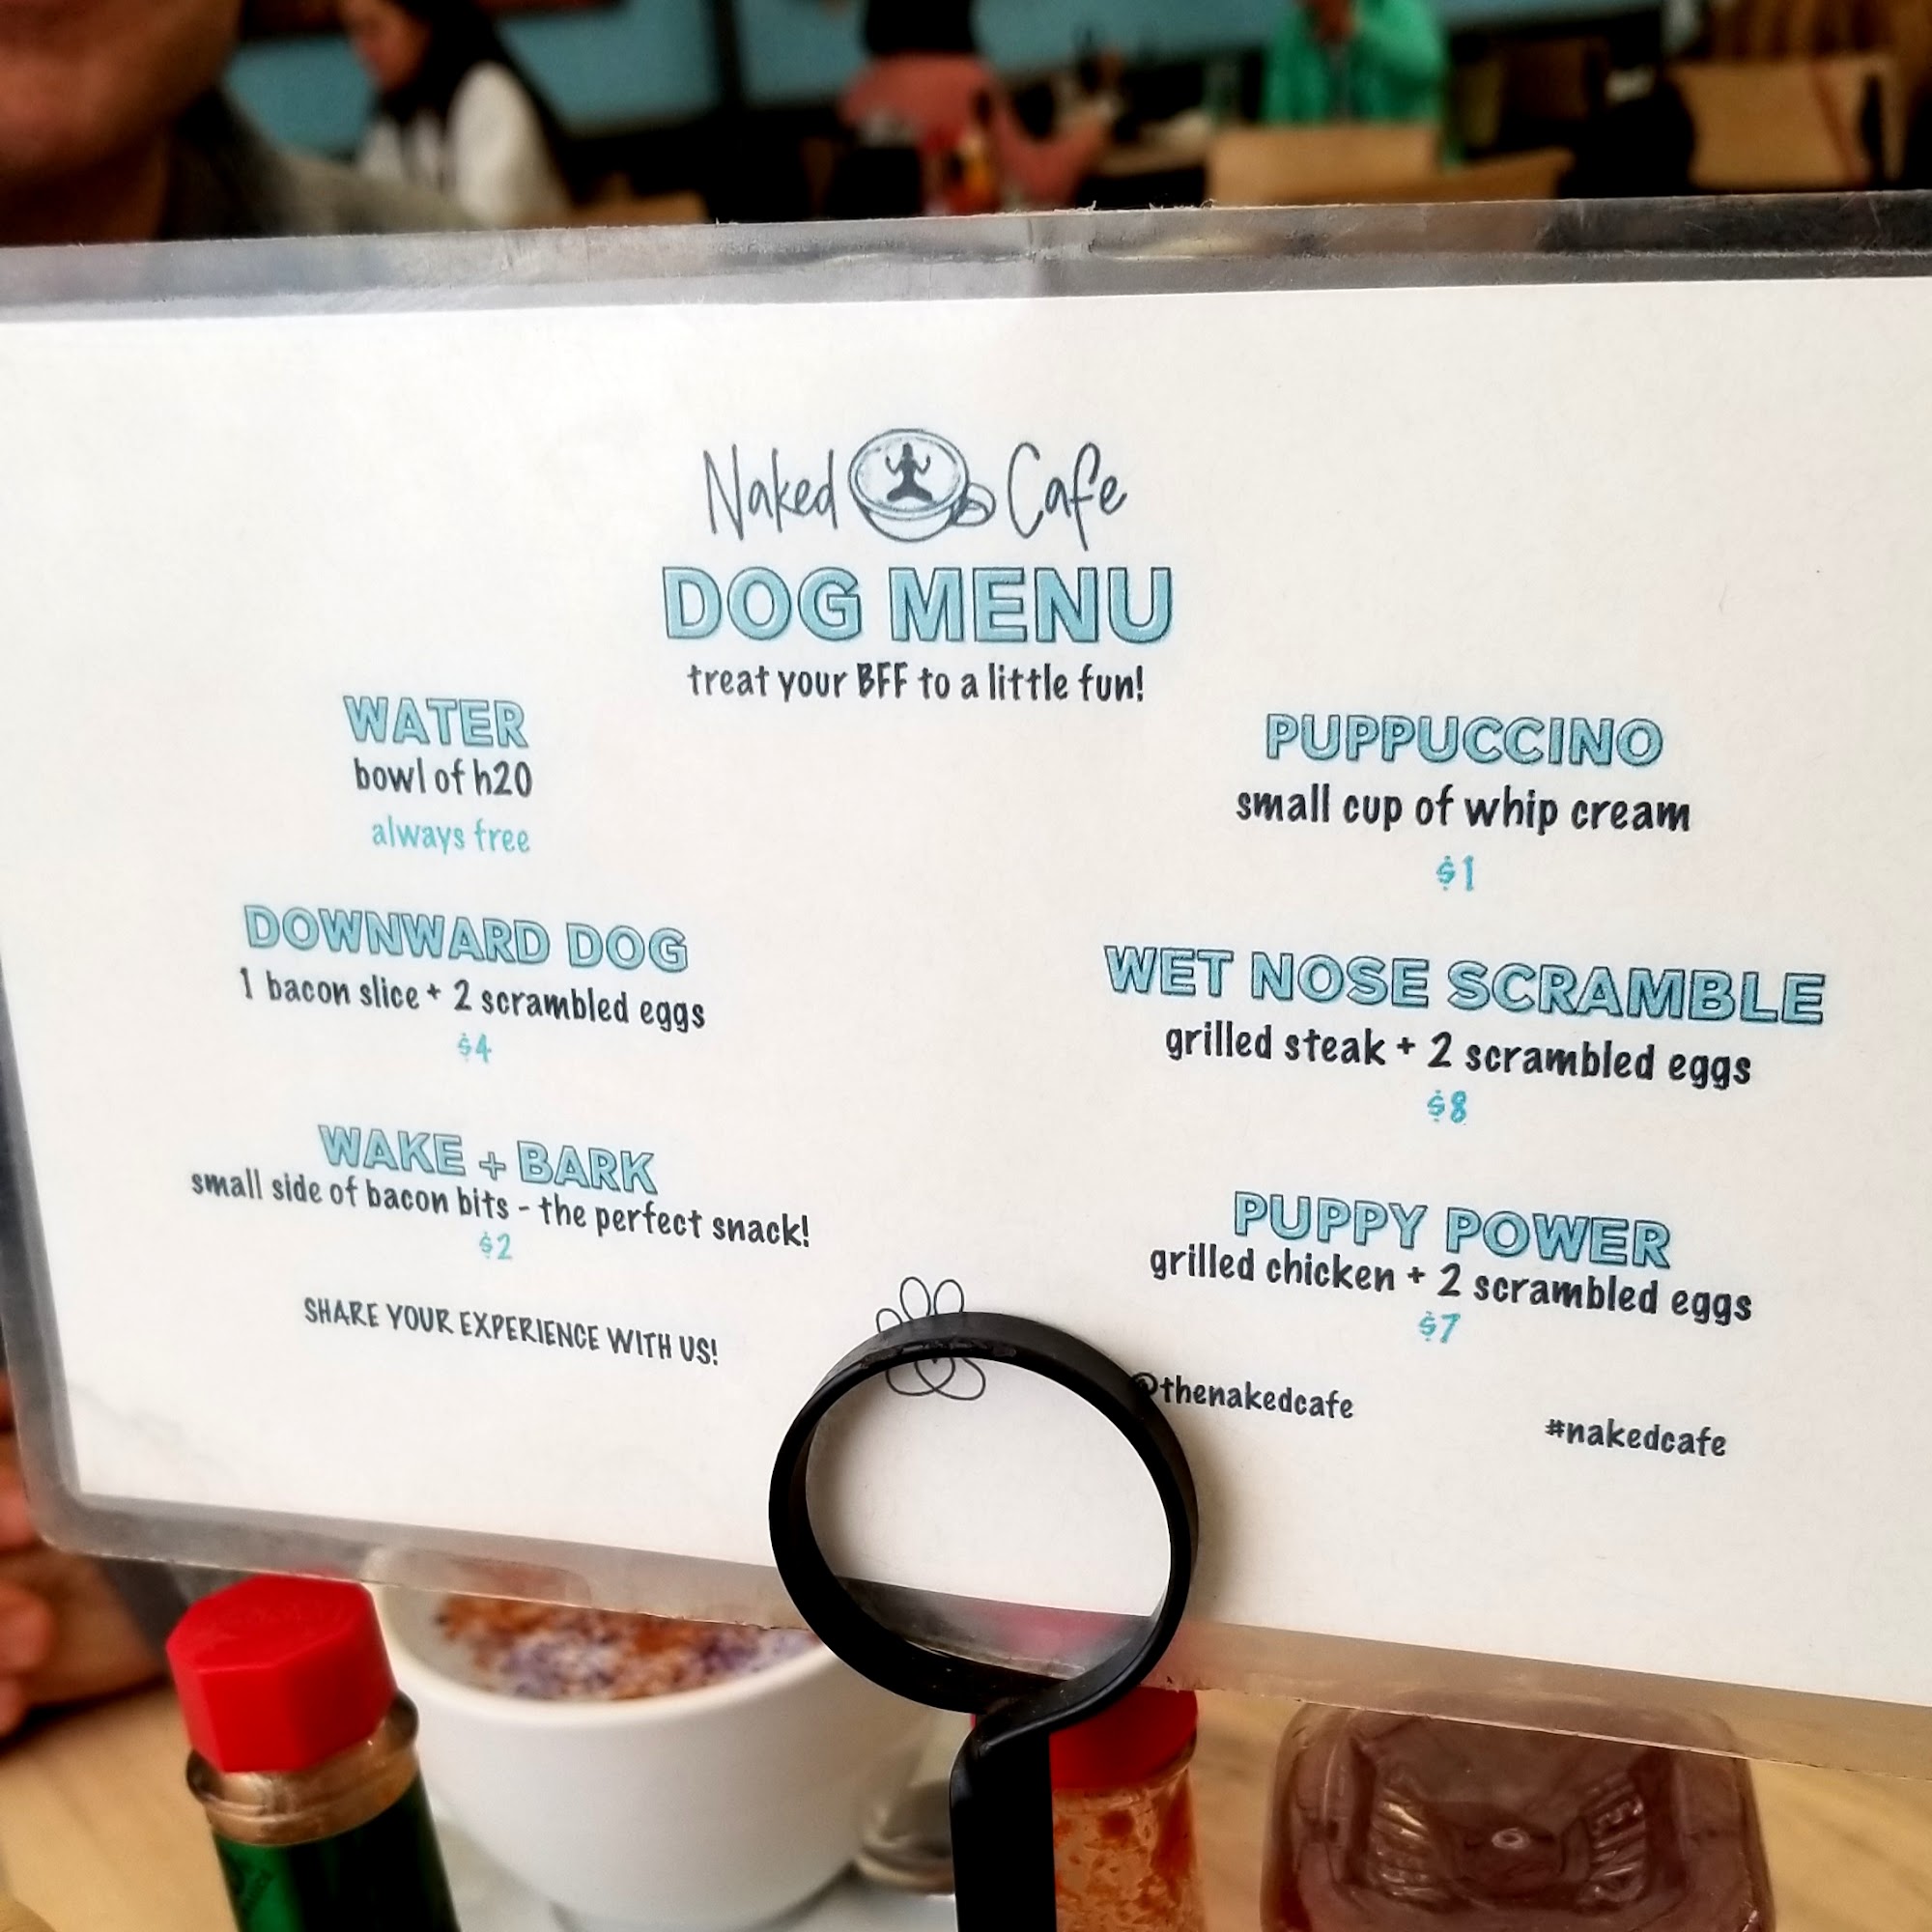 Naked Cafe
DOG MENU
treat your BFF to a little fun!
WATER
bowl of h20
always free
DOWNWARD DOG
1 bacon slice + 2 scrambled eggs
$4
WAKE + BARK
small side of bacon bits - the perfect snack!
$2
SHARE YOUR EXPERIENCE WITH US!
PUPPUCCINO
small cup of whip cream
$1
WET NOSE SCRAMBLE
grilled steak + 2 scrambled eggs
$8
PUPPY POWER
grilled chicken + 2 scrambled eggs
$7
@thenakedcafe
#nakedcafe